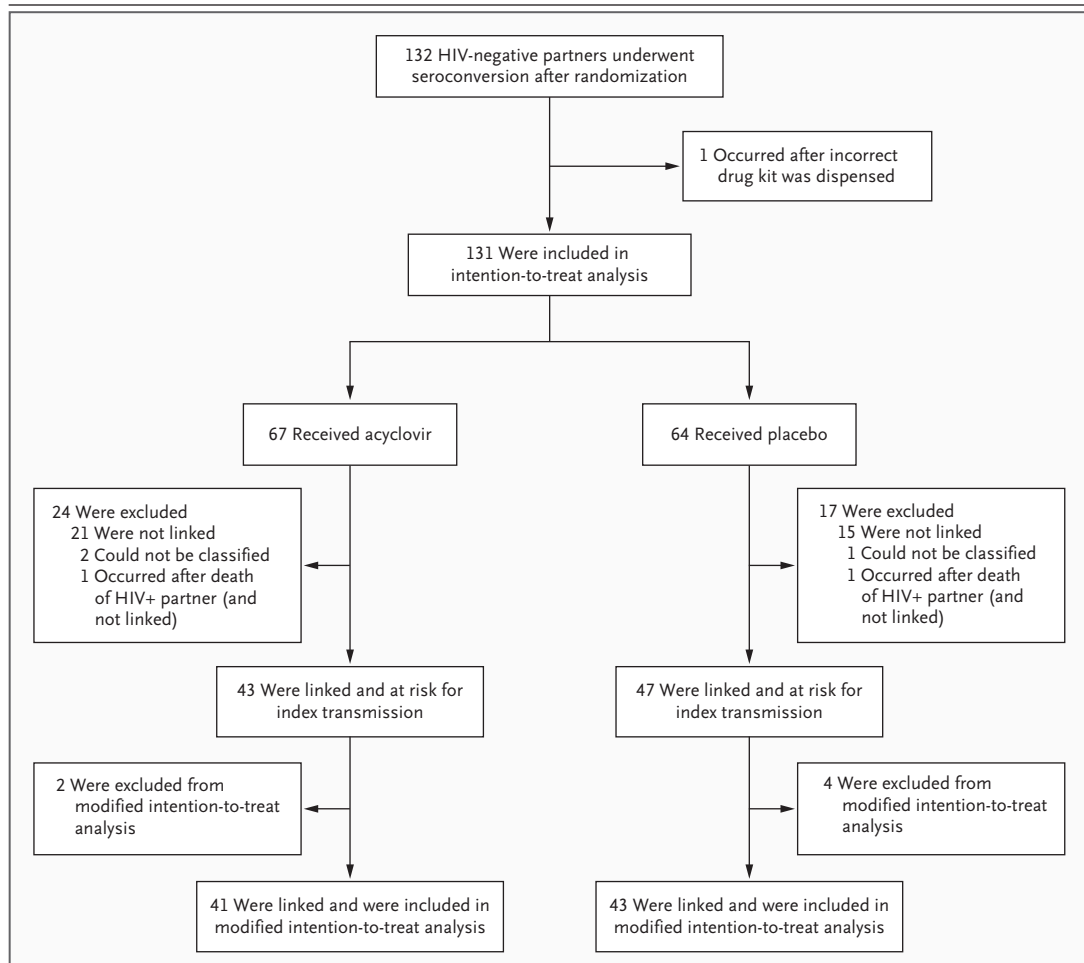 132 HIV-negative partners underwent
seroconversion after randomization
1 Occurred after incorrect
drug kit was dispensed
131 Were included in
intention-to-treat analysis
67 Received acyclovir
64 Received placebo
24 Were excluded
21 Were not linked
2 Could not be classified
1 Occurred after death
of HIV+ partner (and
not linked)
17 Were excluded
15 Were not linked
1 Could not be classified
1 Occurred after death
of HIV+ partner (and
not linked)
43 Were linked and at risk for
index transmission
47 Were linked and at risk for
index transmission
2 Were excluded from
modified intention-to-treat
analysis
4 Were excluded from
modified intention-to-treat
analysis
41 Were linked and were included in
modified intention-to-treat analysis
43 Were linked and were included in
modified intention-to-treat analysis